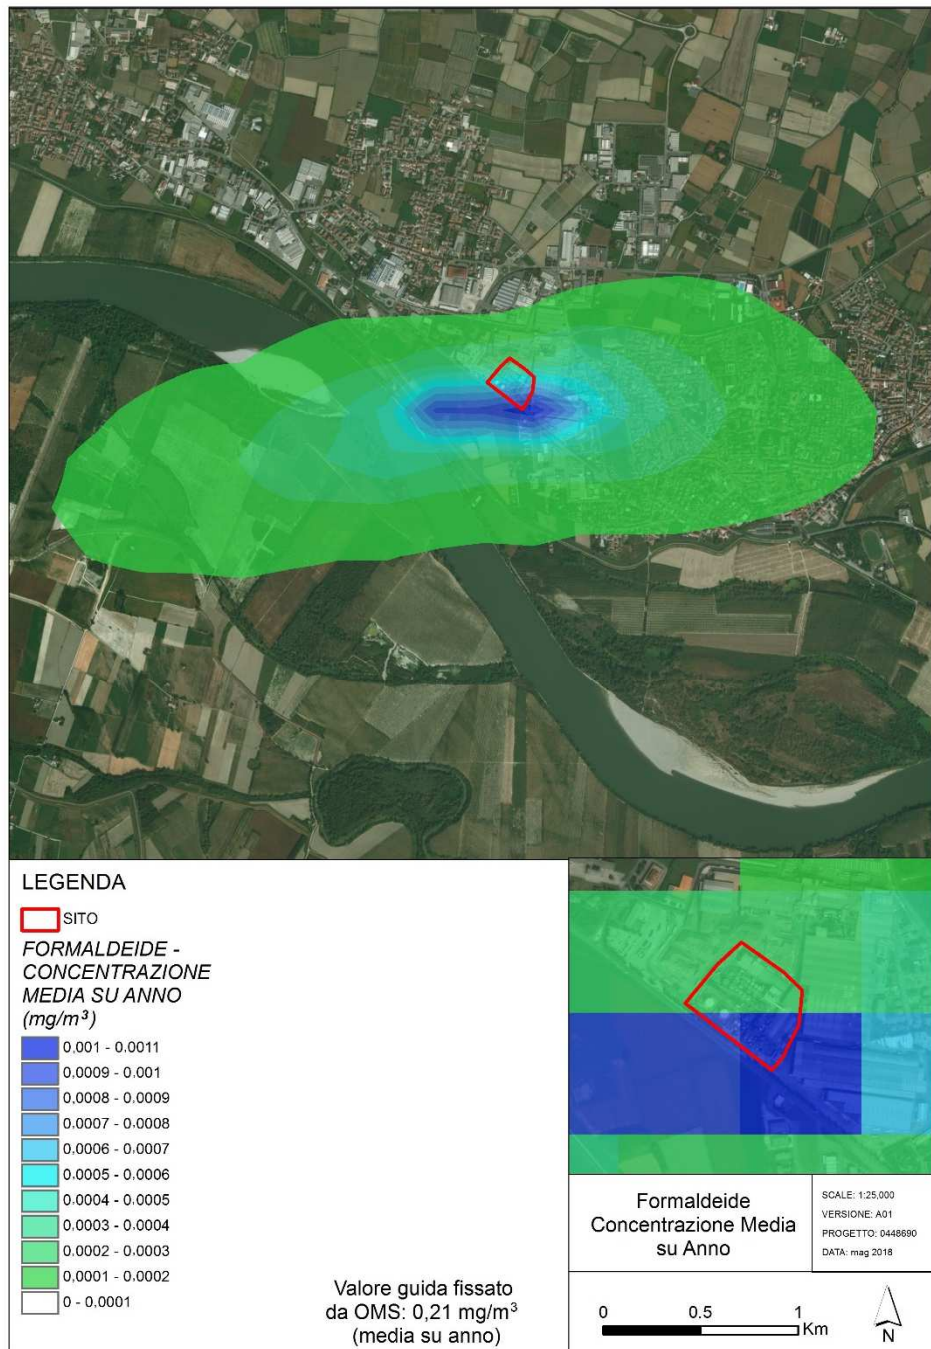 LEGENDA
SITO
FORMALDEIDE -
CONCENTRAZIONE
MEDIA SU ANNO
(mg/m³)
0,001 - 0.0011
0,0009 - 0.001
0,0008 - 0.0009
0,0007 - 0.0008
0,0006 - 0.0007
0,0005 - 0.0006
0,0004 - 0.0005
0,0003 - 0.0004
0,0002 - 0.0003
0,0001 - 0.0002
0 - 0.0001
Valore guida fissato
da OMS: 0,21 mg/m³
(media su anno)
Formaldeide
Concentrazione Media
su Anno
SCALE: 1:25,000
VERSIONE: A01
PROGETTO: 0448690
DATA: mag 2018
0 0.5 1
Km
N